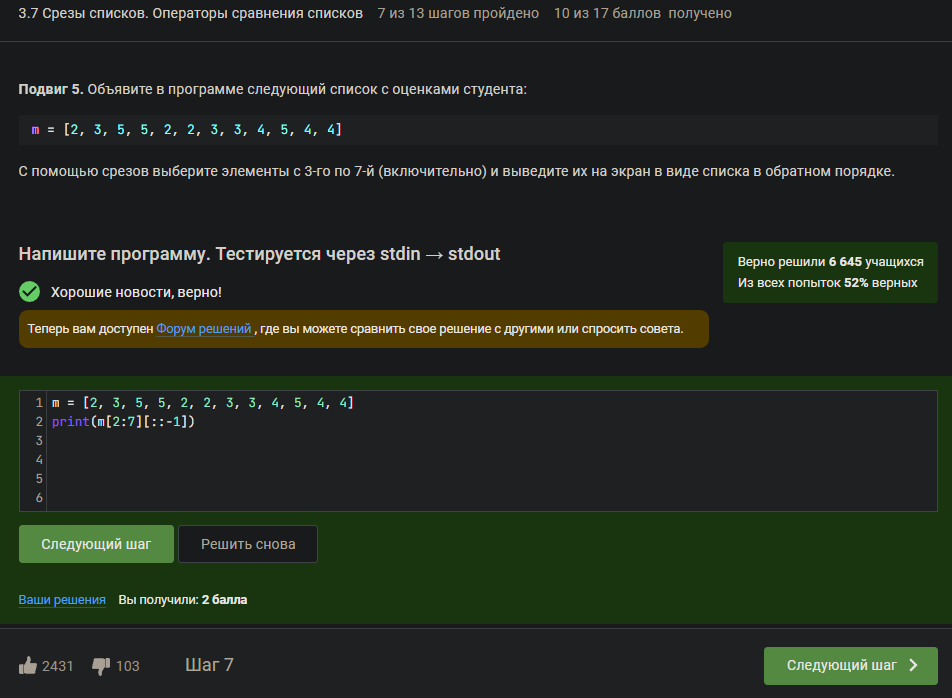 3.7 Срезы списков. Операторы сравнения списков 7 из 13 шагов пройдено 10 из 17 баллов получено
Подвиг 5. Объявите в программе следующий список с оценками студента:
m = [2, 3, 5, 5, 2, 2, 3, 3, 4, 5, 4, 4]
С помощью срезов выберите элементы с 3-го по 7-й (включительно) и выведите их на экран в виде списка в обратном порядке.
Напишите программу. Тестируется через stdin → stdout
Верно решили 6 645 учащихся
Из всех попыток 52% верных
Хорошие новости, верно!
Теперь вам доступен Форум решений , где вы можете сравнить свое решение с другими или спросить совета.
1 m = [2, 3, 5, 5, 2, 2, 3, 3, 4, 5, 4, 4]
2 print(m[2:7][::-1])
3
4
5
6
Следующий шаг Решить снова
Ваши решения Вы получили: 2 балла
2431 103 Шаг 7 Следующий шаг